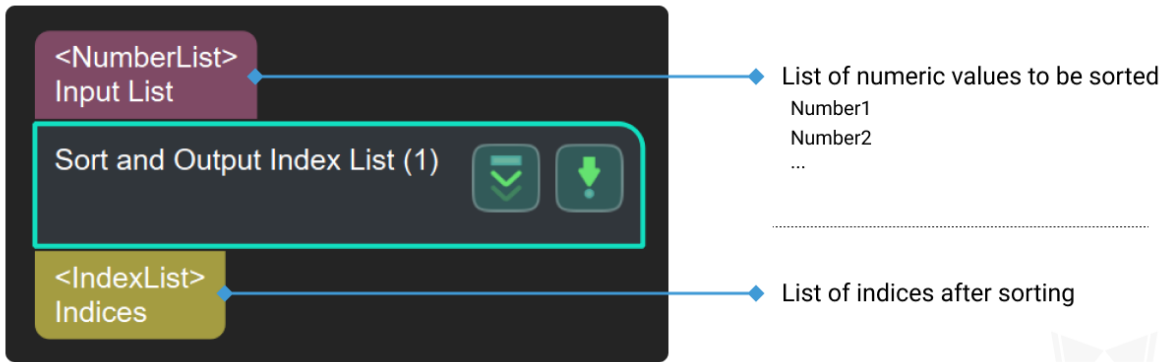 <NumberList>
Input List
List of numeric values to be sorted
Number1
Number2
...
Sort and Output Index List (1)
<IndexList>
Indices
List of indices after sorting